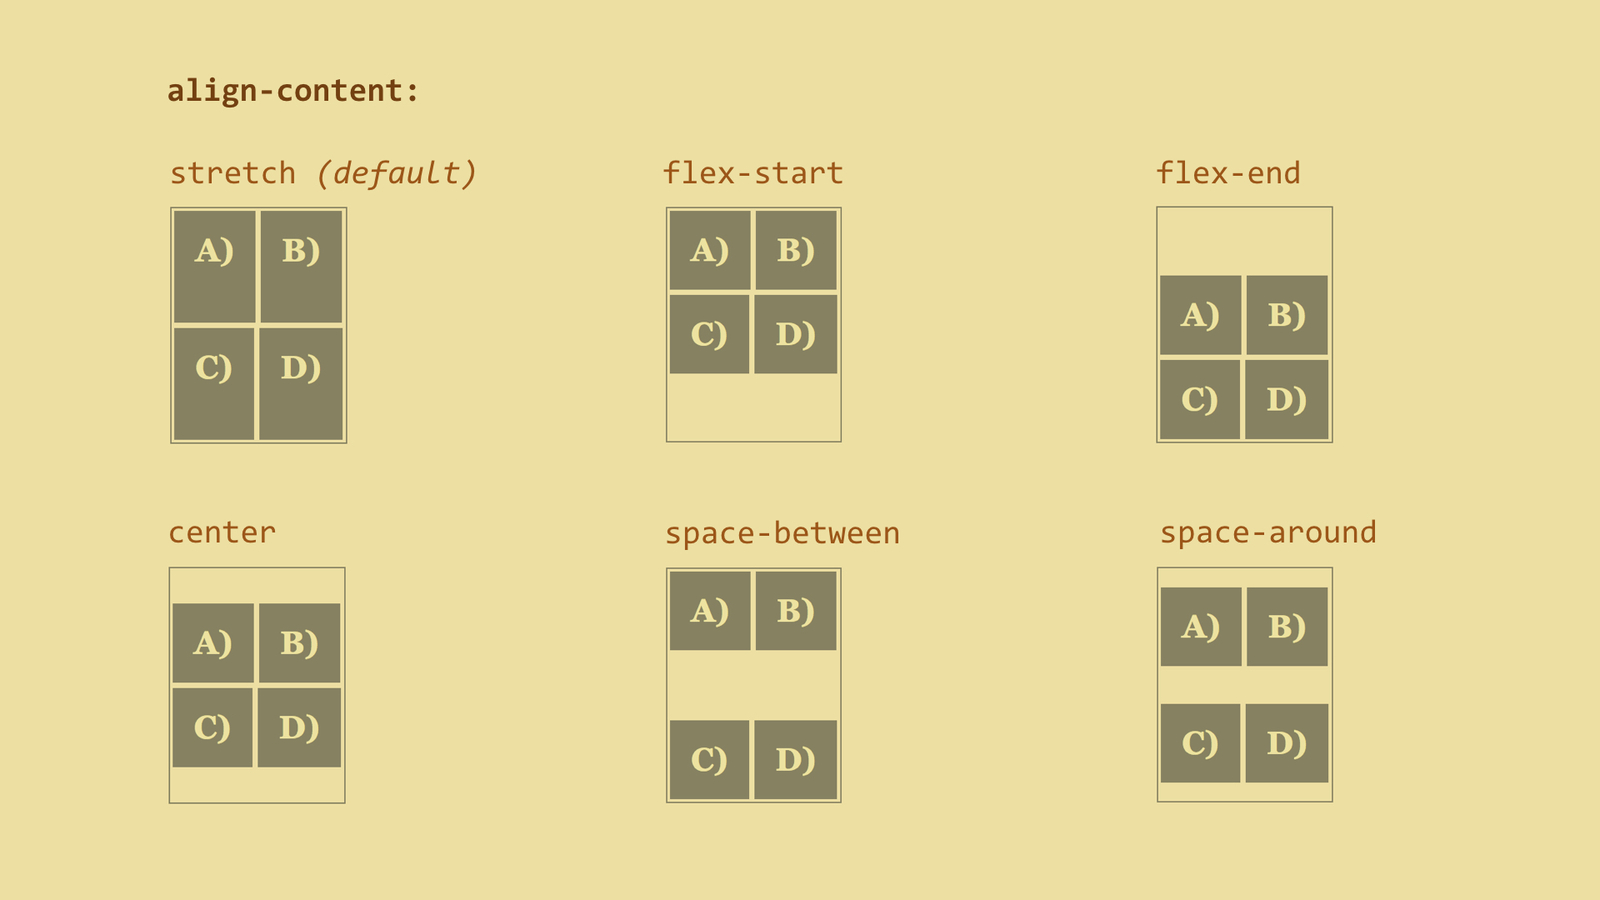 align-content:
stretch (default)
A) B)
C) D)
flex-start
A) B)
C) D)
flex-end
A) B)
C) D)
center
A) B)
C) D)
space-between
A) B)
C) D)
space-around
A) B)
C) D)